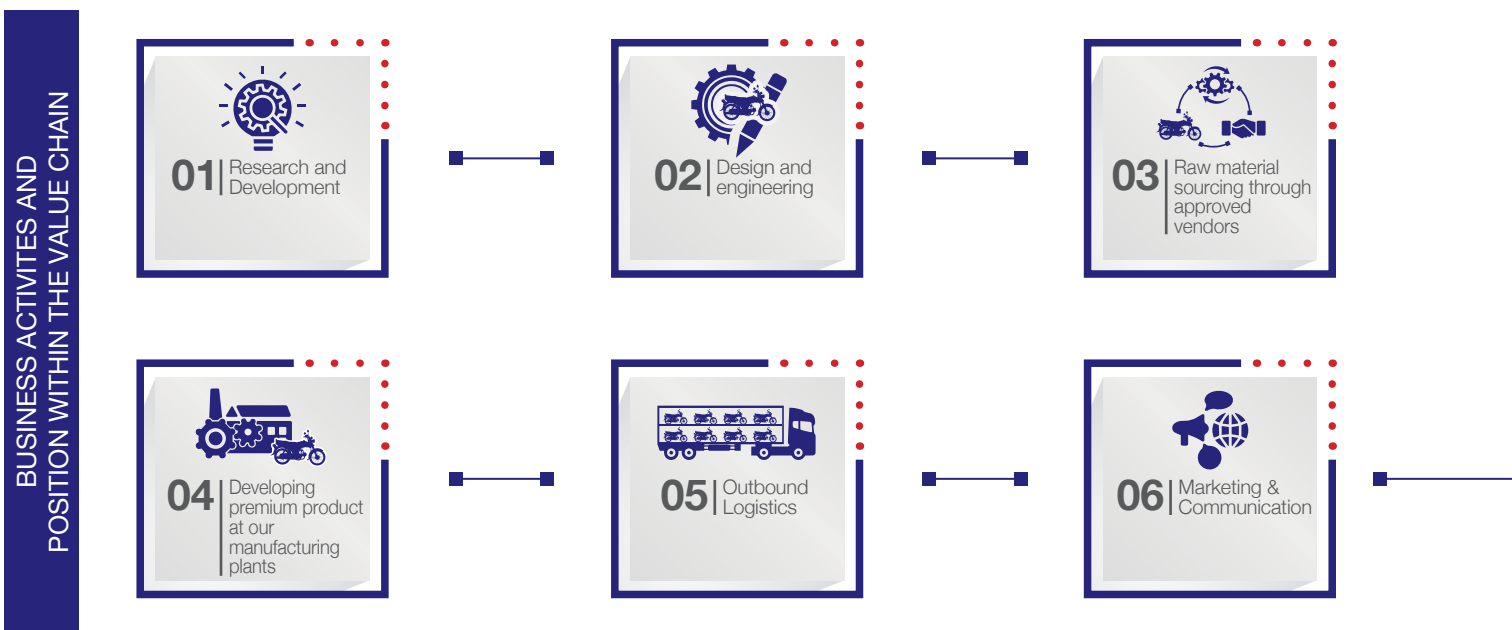 BUSINESS ACTIVITES AND
POSITION WITHIN THE VALUE CHAIN
01
Research and
Development
02
Design and
engineering
03
Raw material
sourcing through
approved
vendors
04
Developing
premium product
at our
manufacturing
plants
05
Outbound
Logistics
06
Marketing &
Communication